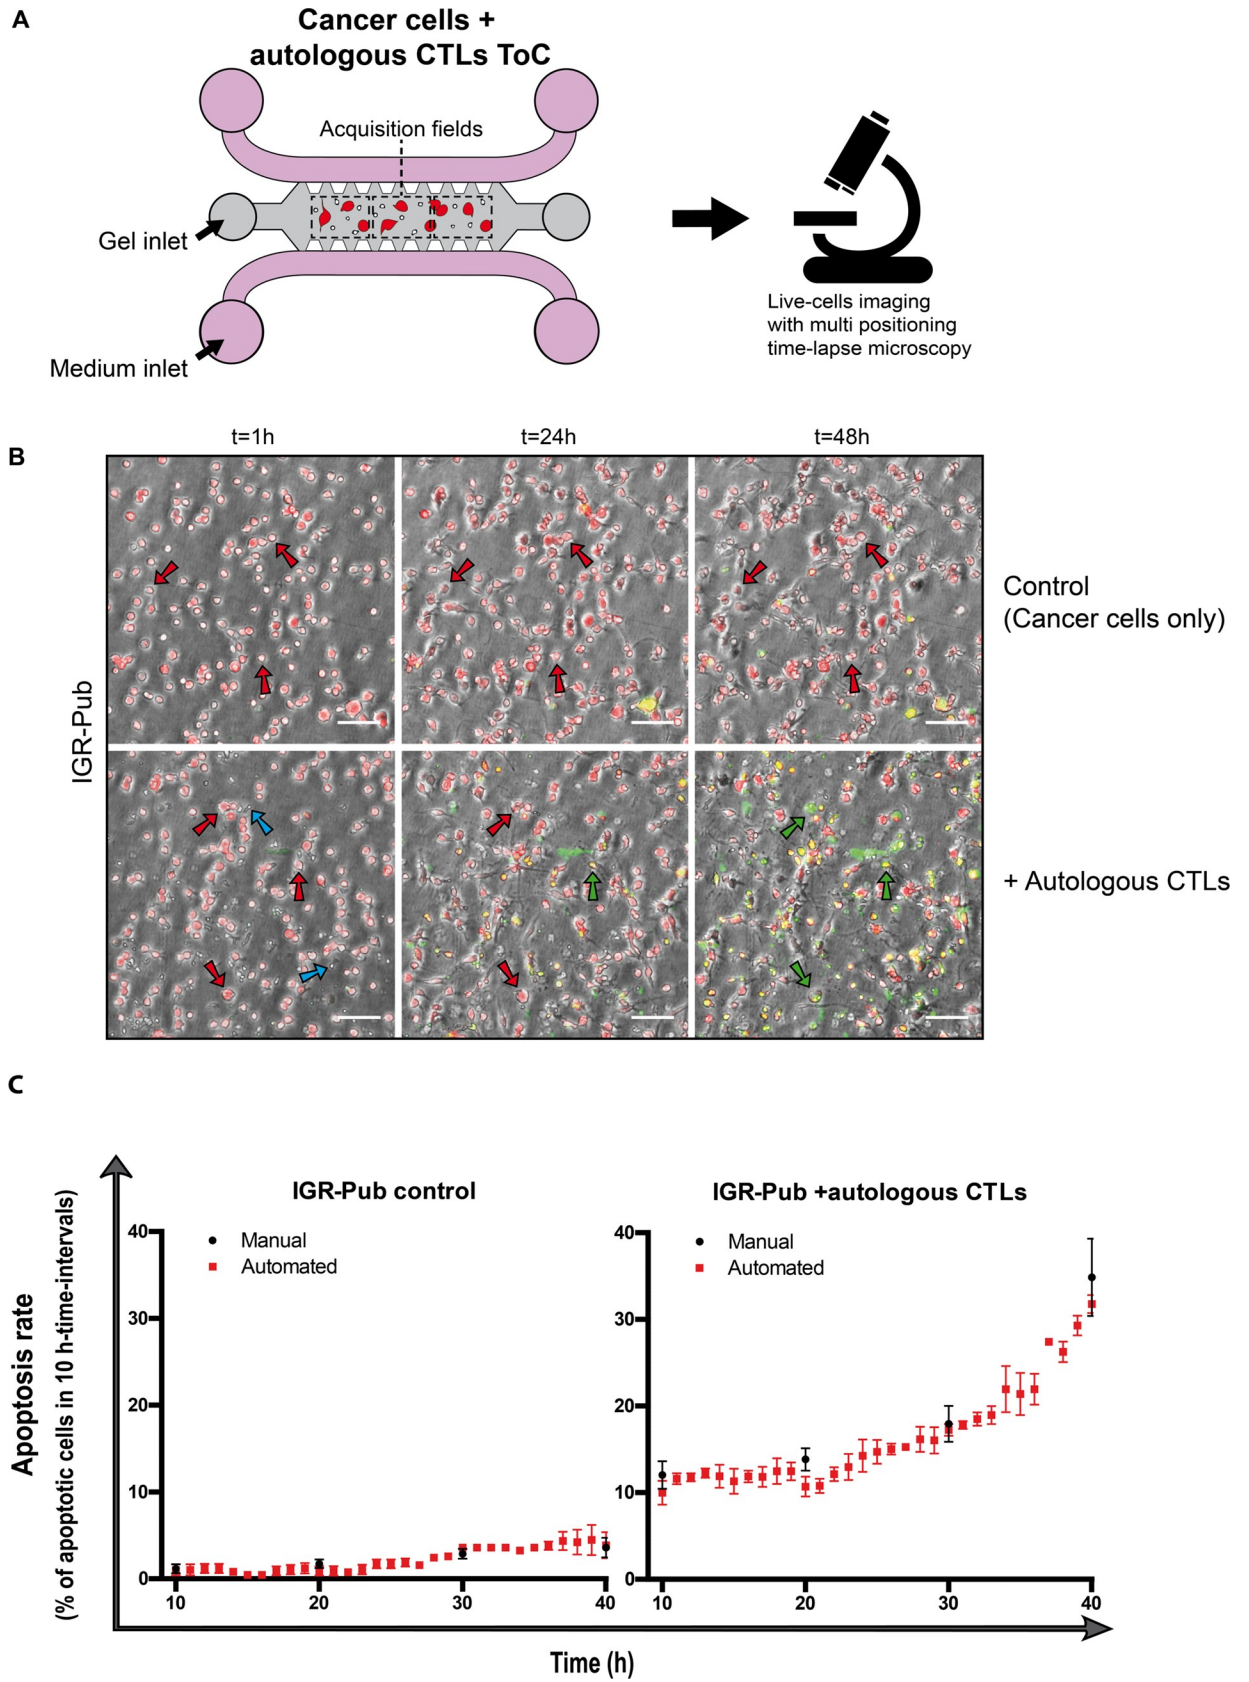 A
Cancer cells +
autologous CTLs ToC
Acquisition fields
Gel inlet
Medium inlet
Live-cells imaging
with multi positioning
time-lapse microscopy
B
t=1h
t=24h
t=48h
IGR-Pub
Control
(Cancer cells only)
+ Autologous CTLs
C
Apoptosis rate
(% of apoptotic cells in 10 h-time-intervals)
IGR-Pub control
Manual
Automated
40
30
20
10
0
10
20
30
40
IGR-Pub +autologous CTLs
Manual
Automated
40
30
20
10
0
10
20
30
40
Time (h)